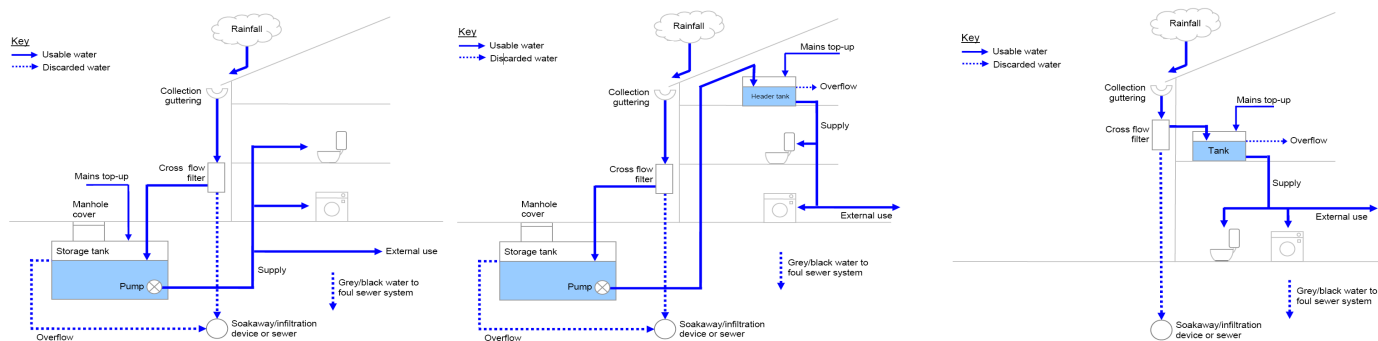 Key
Usable water
Discarded water
Rainfall
Collection
guttering
Cross flow
filter
Mains top-up
Manhole
cover
Storage tank
Pump
Supply
External use
Grey/black water to
foul sewer system
Soakaway/infiltration
device or sewer
Overflow
Key
Usable water
Discarded water
Rainfall
Mains top-up
Collection
guttering
Header tank
Overflow
Supply
Cross flow
filter
Manhole
cover
External use
Storage tank
Pump
Grey/black water to
foul sewer system
Soakaway/infiltration
device or sewer
Overflow
Key
Usable water
Discarded water
Rainfall
Collection
guttering
Mains top-up
Cross flow
filter
Overflow
Tank
Supply
External use
Grey/black water to
foul sewer system
Soakaway/infiltration
device or sewer